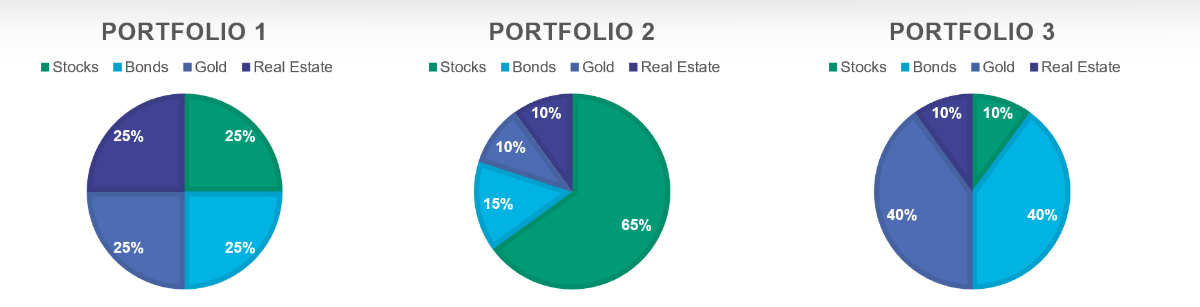 PORTFOLIO 1
Stocks Bonds Gold Real Estate
25% 25%
25% 25%
PORTFOLIO 2
Stocks Bonds Gold Real Estate
10%
10%
15%
65%
PORTFOLIO 3
Stocks Bonds Gold Real Estate
10% 10%
40% 40%